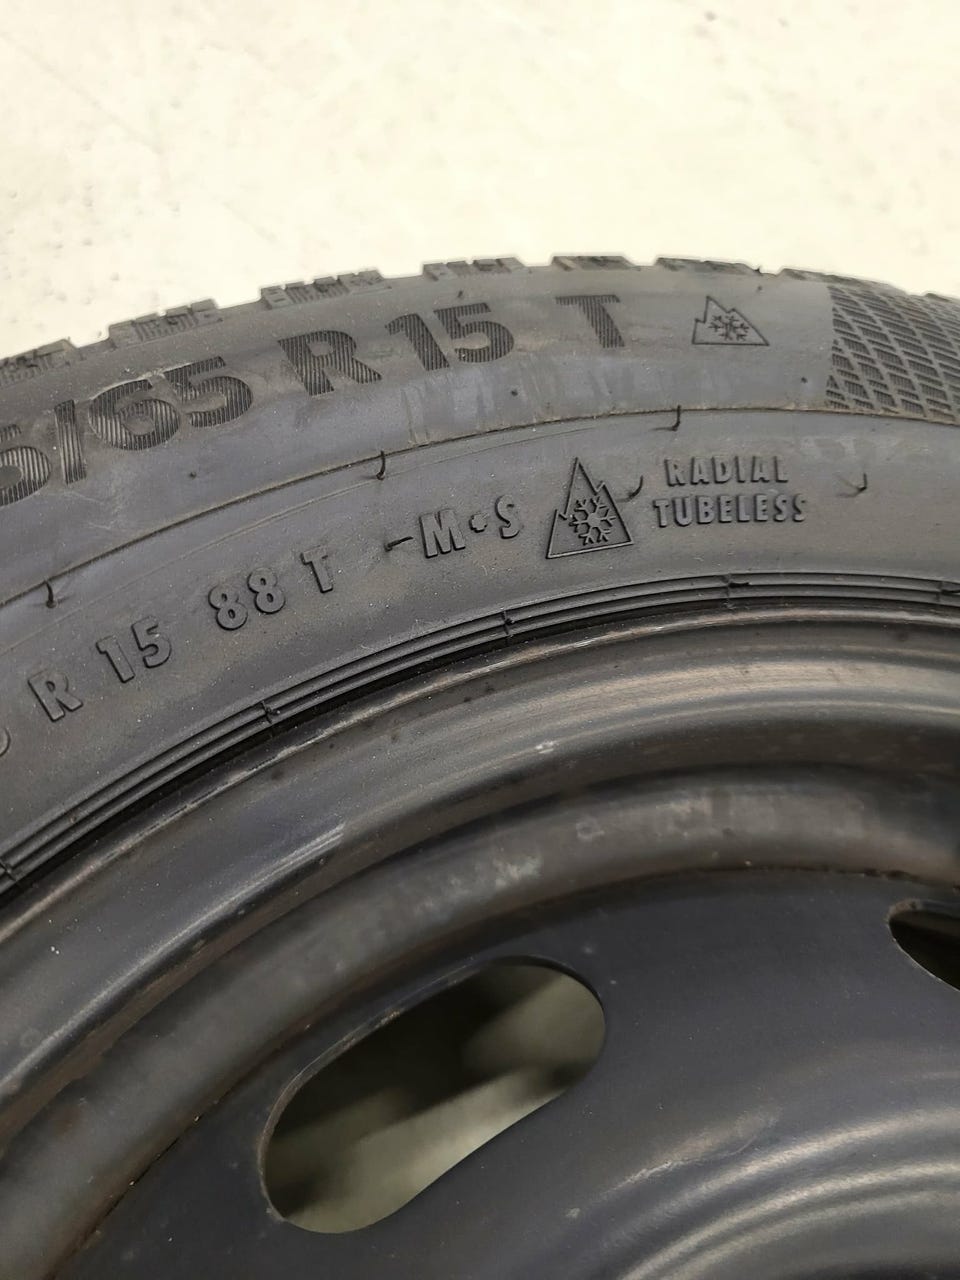 5/65 R 15 T
R 15 88 T -M+S
RADIAL
TUBELESS